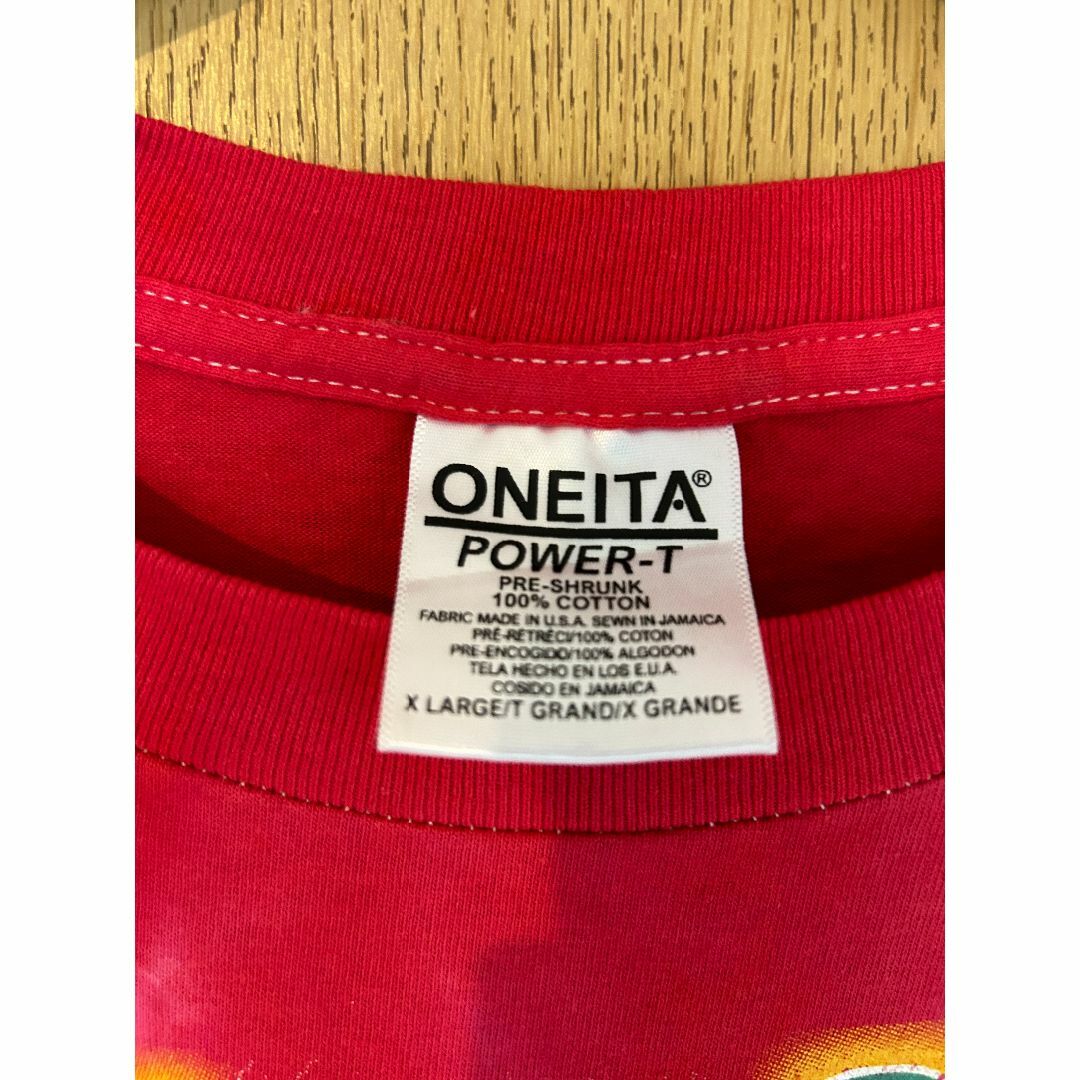 ONEITA®
POWER-T
PRE-SHRUNK
100% COTTON
FABRIC MADE IN U.S.A. SEWN IN JAMAICA
PRÉ-RÉTRÉCI/100% COTON
PRE-ENCOGIDO/100% ALGODON
TELA HECHO EN LOS E.U.A.
COSIDO EN JAMAICA
X LARGE/T GRAND/X GRANDE